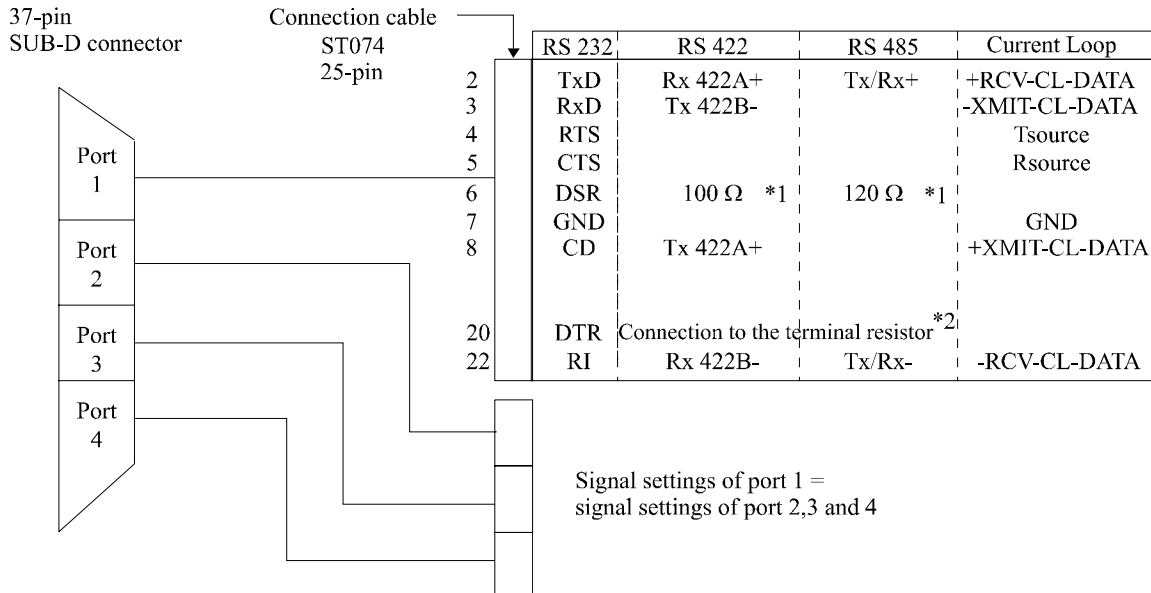 37-pin
SUB-D connector
Connection cable
ST074
25-pin
RS 232 RS 422 RS 485 Current Loop
2 TxD Rx 422A+ Tx/Rx+ +RCV-CL-DATA
3 RxD Tx 422B- -XMIT-CL-DATA
4 RTS Tsource
5 CTS Rsource
6 DSR 100 Ω *1 120 Ω *1
7 GND GND
8 CD Tx 422A+ +XMIT-CL-DATA
20 DTR Connection to the terminal resistor*2
22 RI Rx 422B- Tx/Rx- -RCV-CL-DATA
Port
1
Port
2
Port
3
Port
4
Signal settings of port 1 =
signal settings of port 2,3 and 4